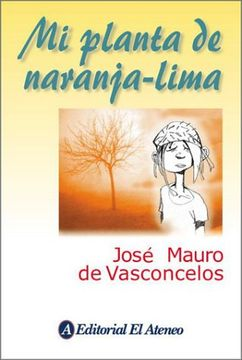 Mi planta de
naranja-lima
José Mauro
de Vasconcelos
A Editorial El Ateneo